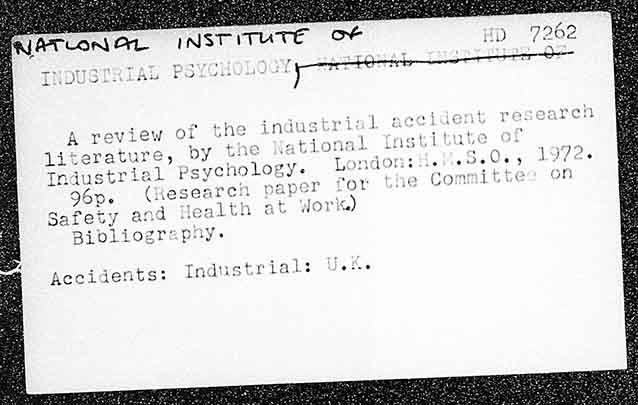 NATIONAL INSTITUTE OF HD 7262
INDUSTRIAL PSYCHOLOGY, NATIONAL INSTITUTE OF
A review of the industrial accident research
literature, by the National Institute of
Industrial Psychology. London:H.M.S.O., 1972.
96p. (Research paper for the Committee on
Safety and Health at Work.)
Bibliography.
Accidents: Industrial: U.K.